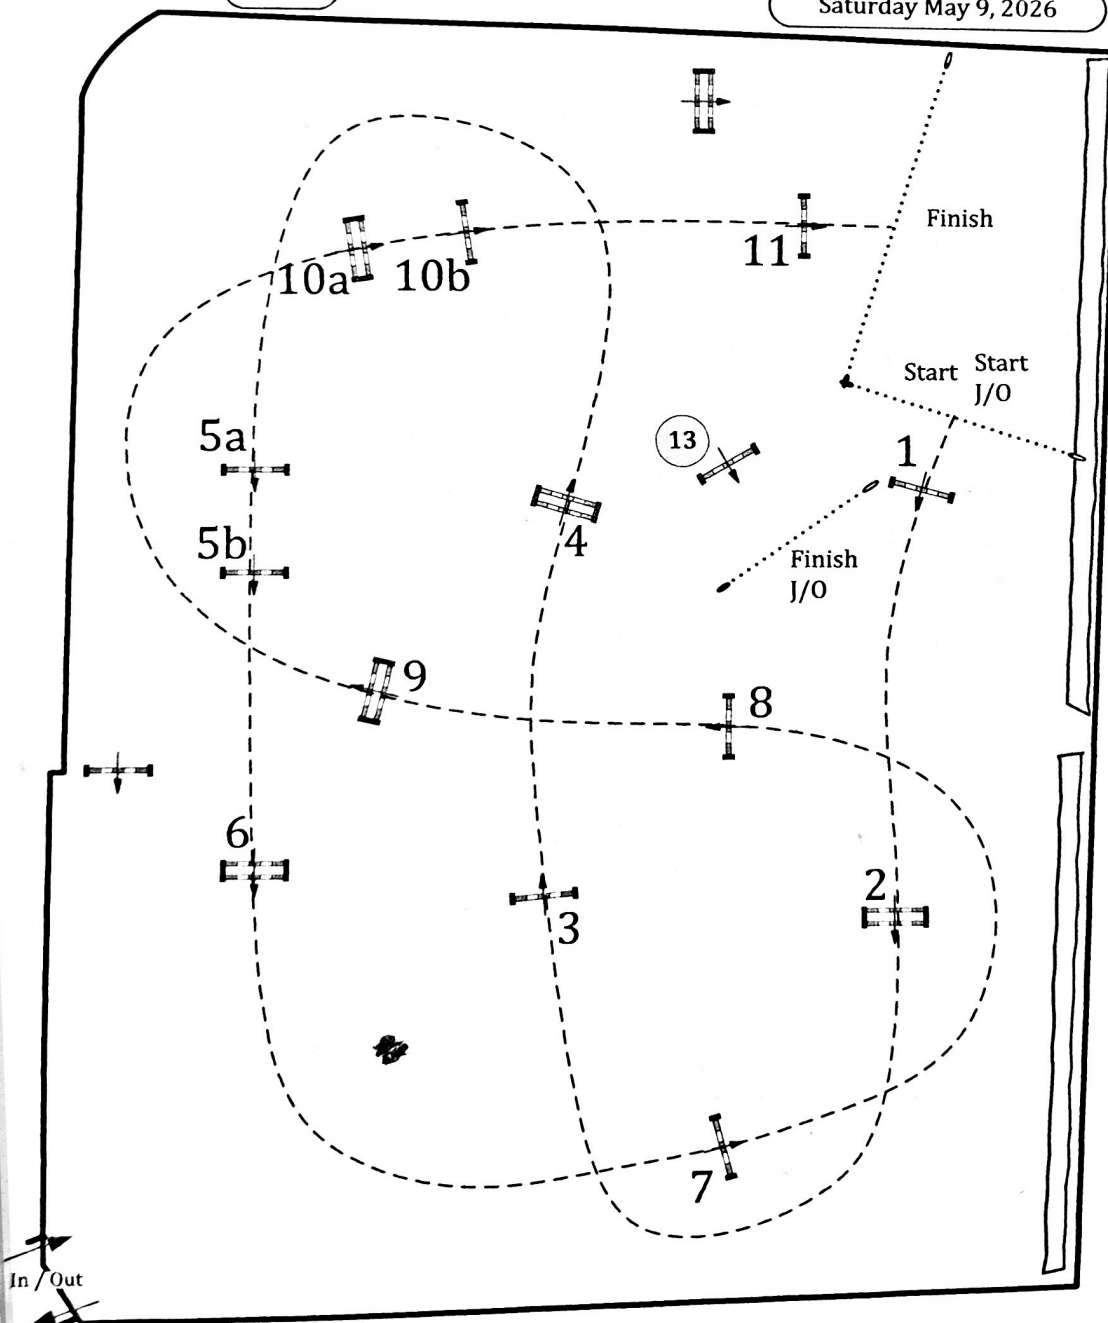 Saturday May 9, 2026
Finish
11
10a
10b
Start
Start
J/O
5a
13
1
5b
4
Finish
J/O
9
8
6
2
3
7
In / Out